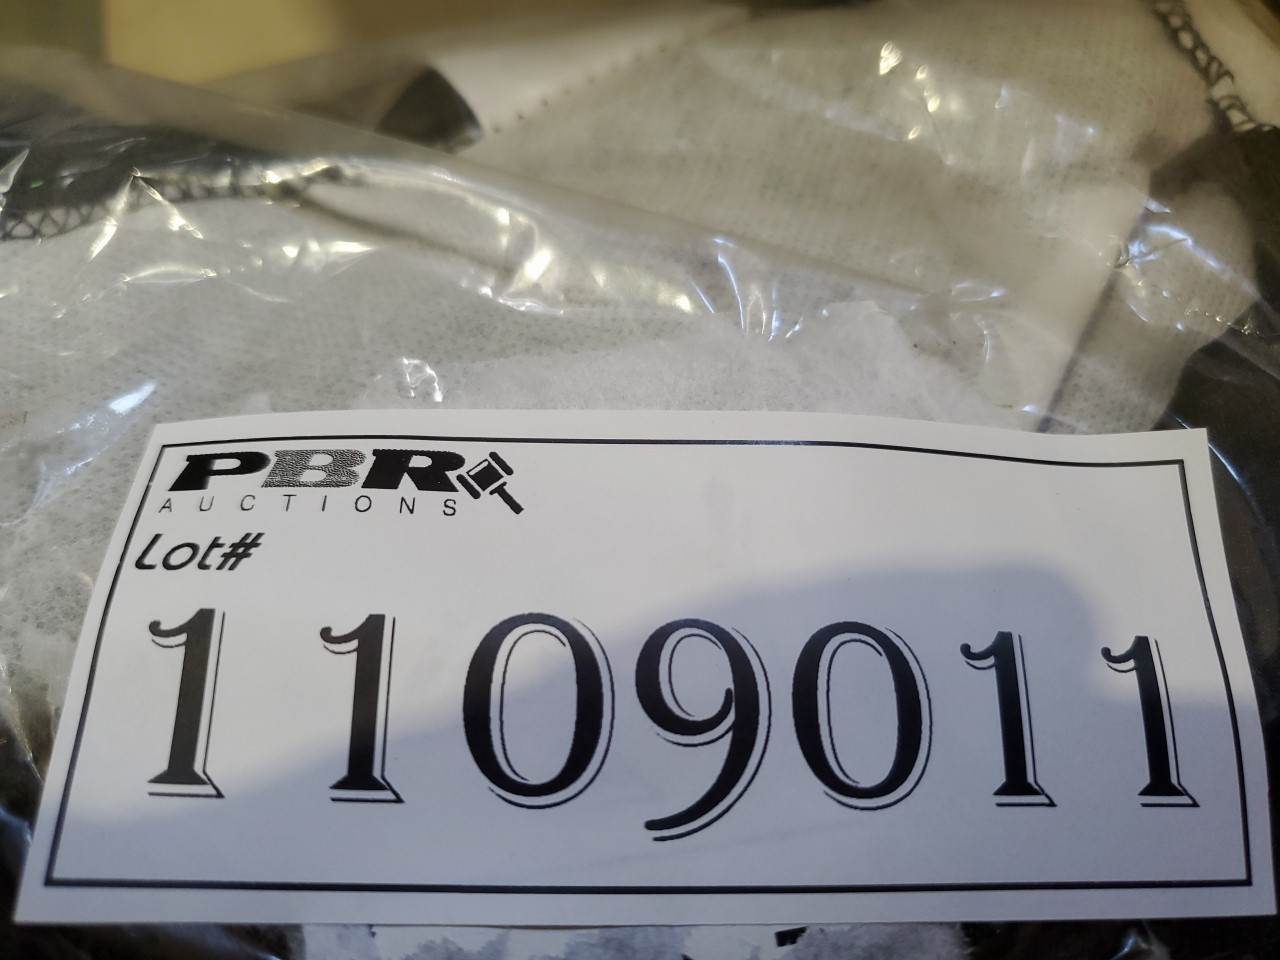 PBR
AUCTIONS
Lot#
1109011